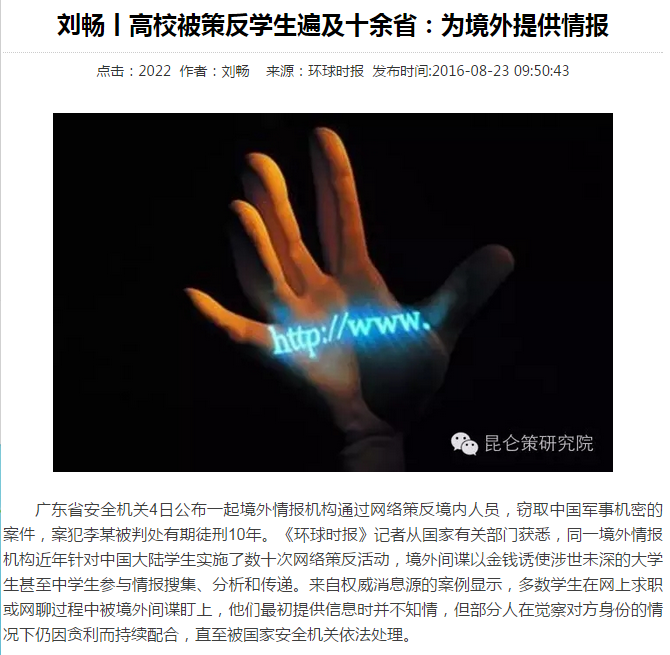 刘畅丨高校被策反学生遍及十余省：为境外提供情报
点击：2022 作者：刘畅 来源：环球时报 发布时间:2016-08-23 09:50:43
http://www.
昆仑策研究院
广东省安全机关4日公布一起境外情报机构通过网络策反境内人员，窃取中国军事机密的
案件，案犯李某被判处有期徒刑10年。《环球时报》记者从国家有关部门获悉，同一境外情报
机构近年针对中国大陆学生实施了数十次网络策反活动，境外间谍以金钱诱使涉世未深的大学
生甚至中学生参与情报搜集、分析和传递。来自权威消息源的案例显示，多数学生在网上求职
或网聊过程中被境外间谍盯上，他们最初提供信息时并不知情，但部分人在觉察对方身份的情
况下仍因贪利而持续配合，直至被国家安全机关依法处理。